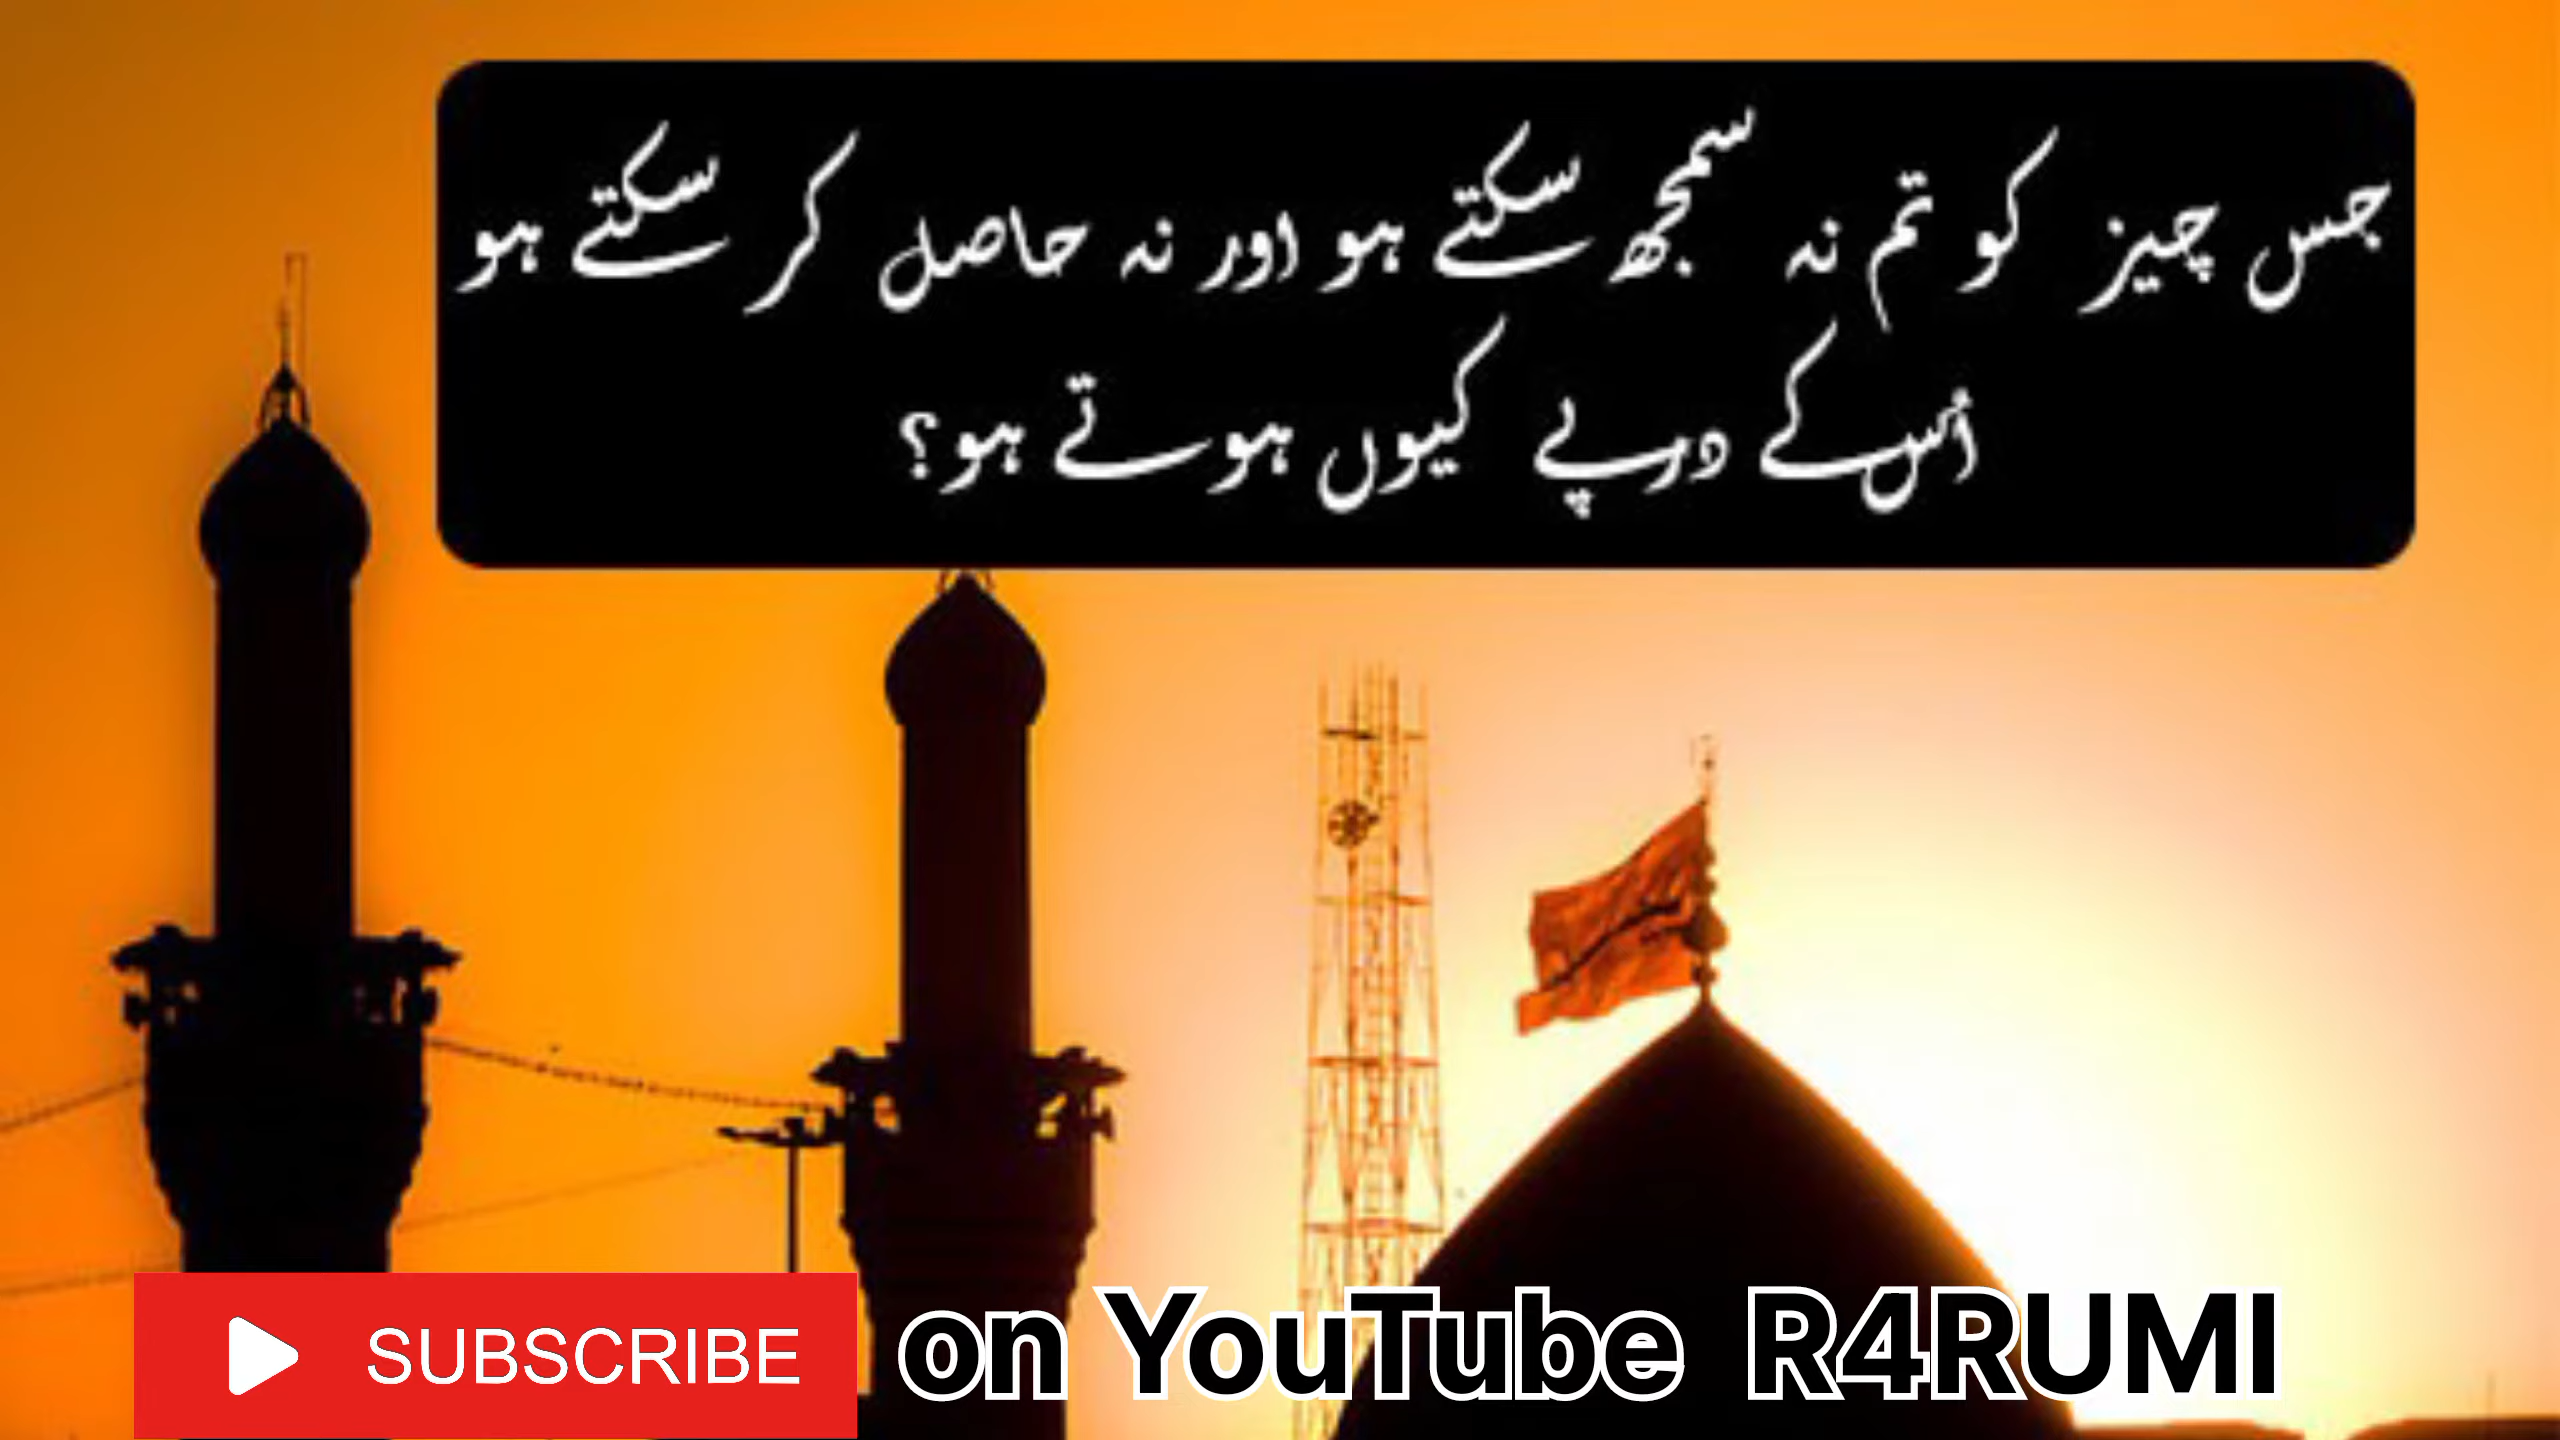 جس چیز کو تم نہ سمجھ سکتے ہو اور نہ حاصل کر سکتے ہو
اُس کے درپے کیوں ہوتے ہو؟
SUBSCRIBE on YouTube R4RUMI